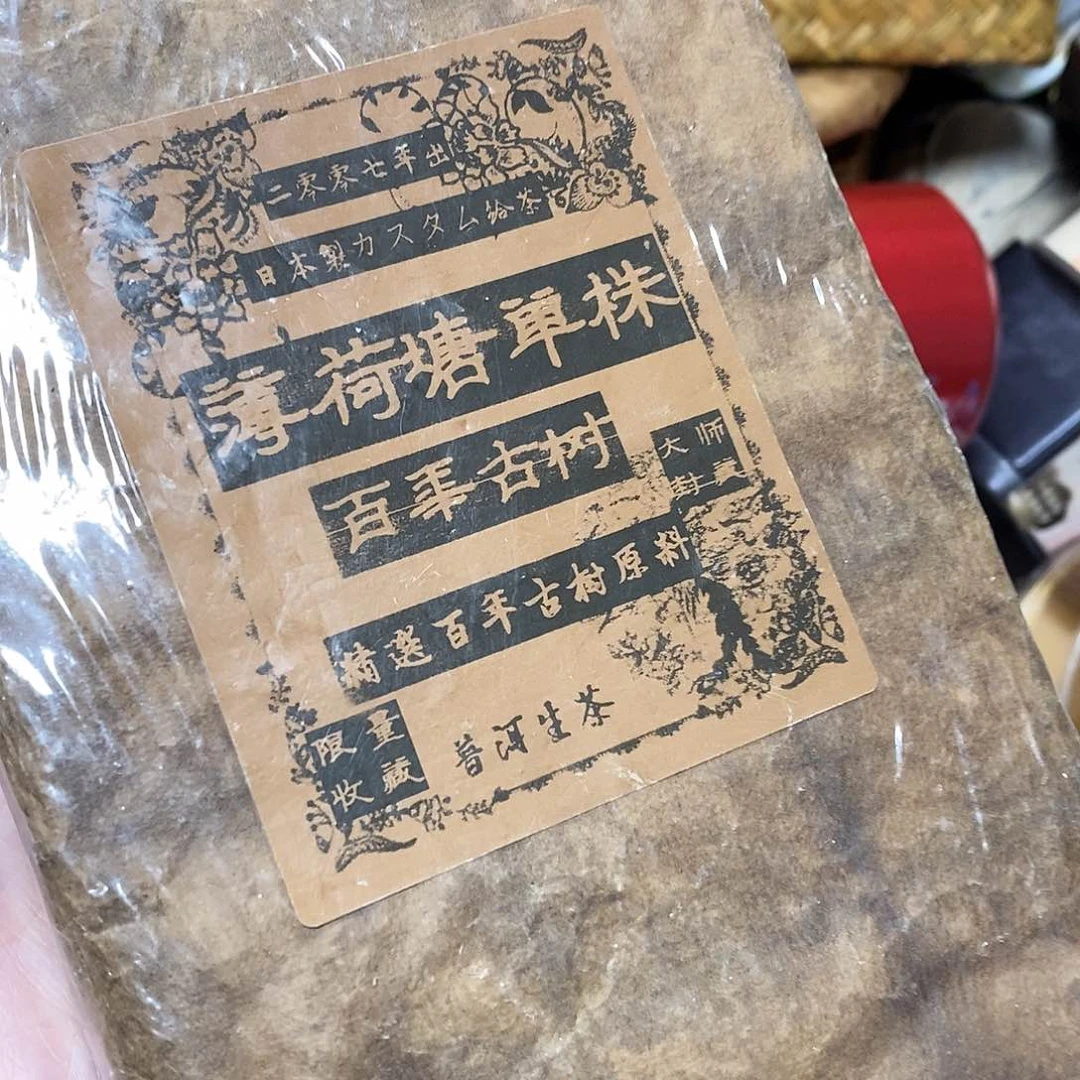 二零零七年出
日本製カスタム给茶
薄荷塘单株
百年古树
大师
封藏
精選百年古树原料
限量
收藏
普洱生茶